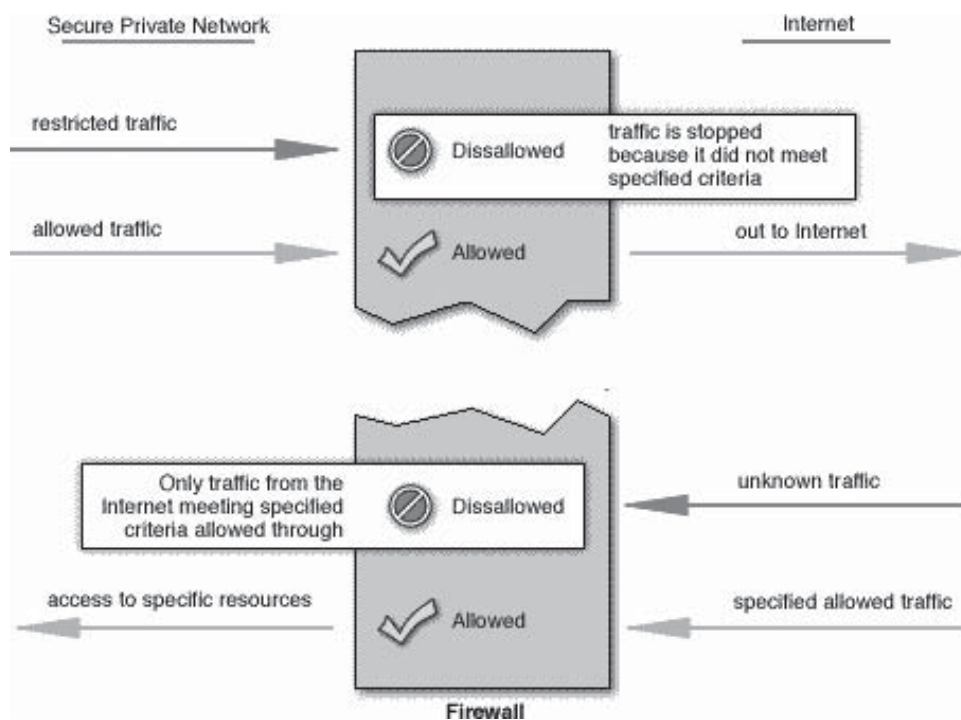 Secure Private Network
Internet
restricted traffic
Dissallowed
traffic is stopped
because it did not meet
specified criteria
allowed traffic
Allowed
out to Internet
Only traffic from the
Internet meeting specified
criteria allowed through
Dissallowed
unknown traffic
access to specific resources
Allowed
specified allowed traffic
Firewall